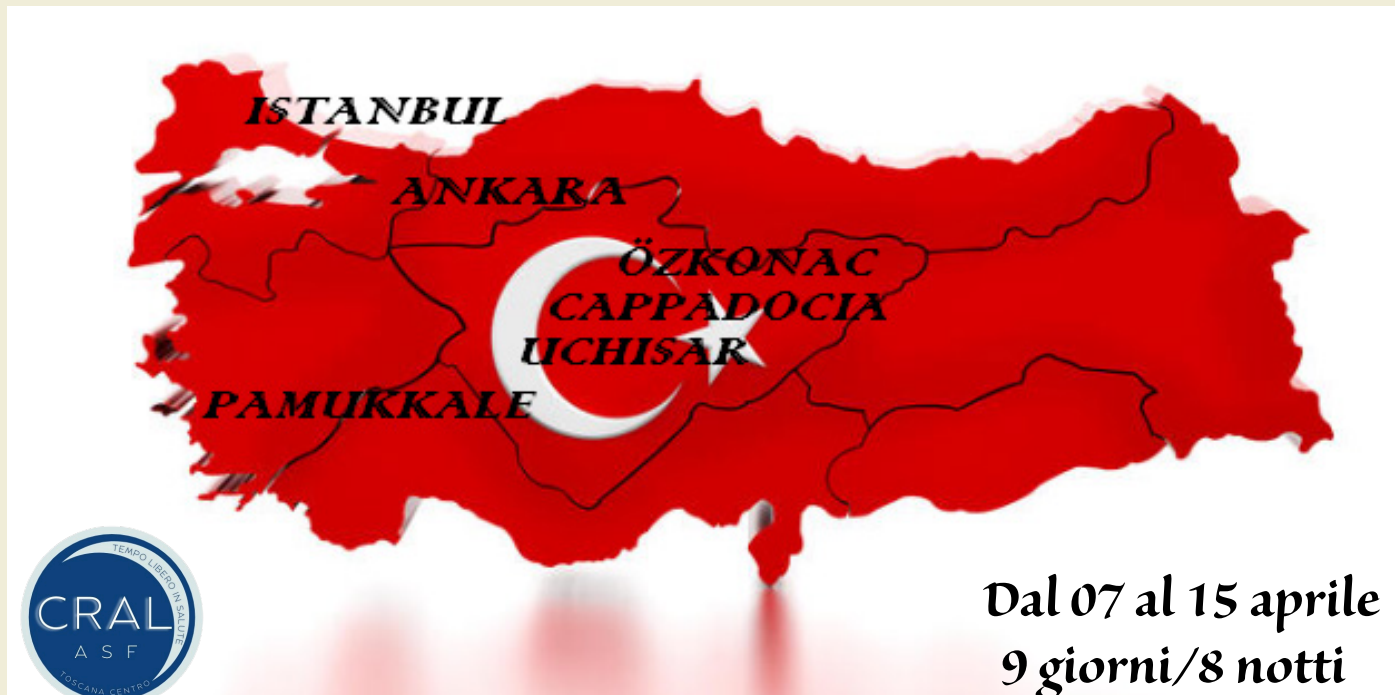 ISTANBUL
ANKARA
ÖZKONAC
CAPPADOCIA
UCHISAR
PAMUKKALE
TEMPO LIBERO IN SALUTE
CRAL
ASF
TOSCANA CENTRO
Dal 07 al 15 aprile
9 giorni/8 notti